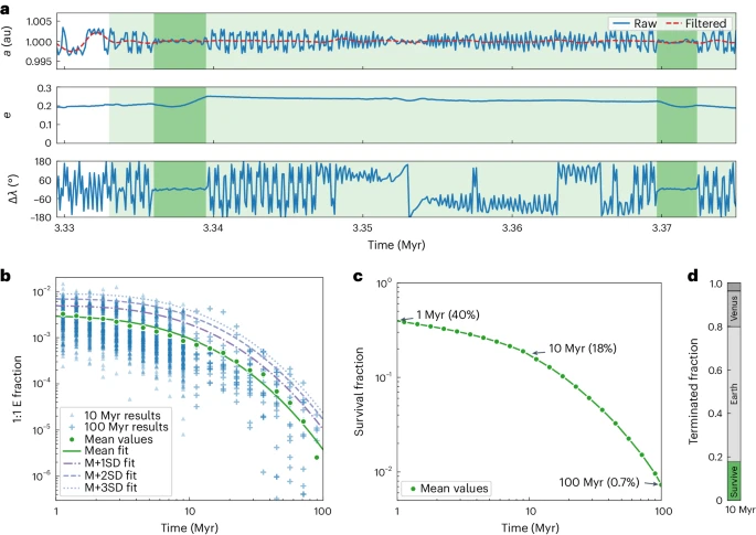 a
1.005
1.000
0.995
a (au)
Raw
Filtered
0.3
0.2
0.1
0
e
180
60
-60
-180
Δλ (°)
3.33
3.34
3.35
3.36
3.37
Time (Myr)
b
10⁻²
10⁻³
10⁻⁴
10⁻⁵
10⁻⁶
1:1 E fraction
10 Myr results
100 Myr results
Mean values
Mean fit
M+1SD fit
M+2SD fit
M+3SD fit
1
10
100
Time (Myr)
c
10⁰
10⁻¹
10⁻²
Survival fraction
1 Myr (40%)
10 Myr (18%)
100 Myr (0.7%)
Mean values
1
10
100
Time (Myr)
d
1.0
0.8
0.6
0.4
0.2
0
Terminated fraction
Venus
Earth
Survive
10 Myr